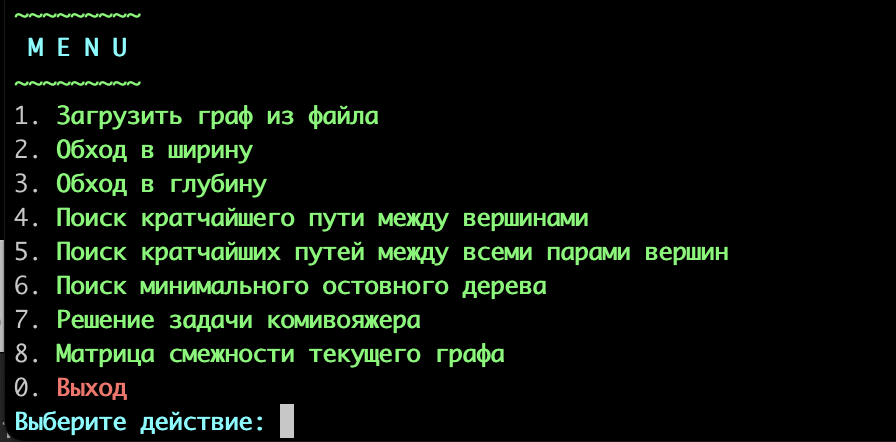 ~~~~~~~~~
M E N U
~~~~~~~~~
1. Загрузить граф из файла
2. Обход в ширину
3. Обход в глубину
4. Поиск кратчайшего пути между вершинами
5. Поиск кратчайших путей между всеми парами вершин
6. Поиск минимального остовного дерева
7. Решение задачи комивояжера
8. Матрица смежности текущего графа
0. Выход
Выберите действие: